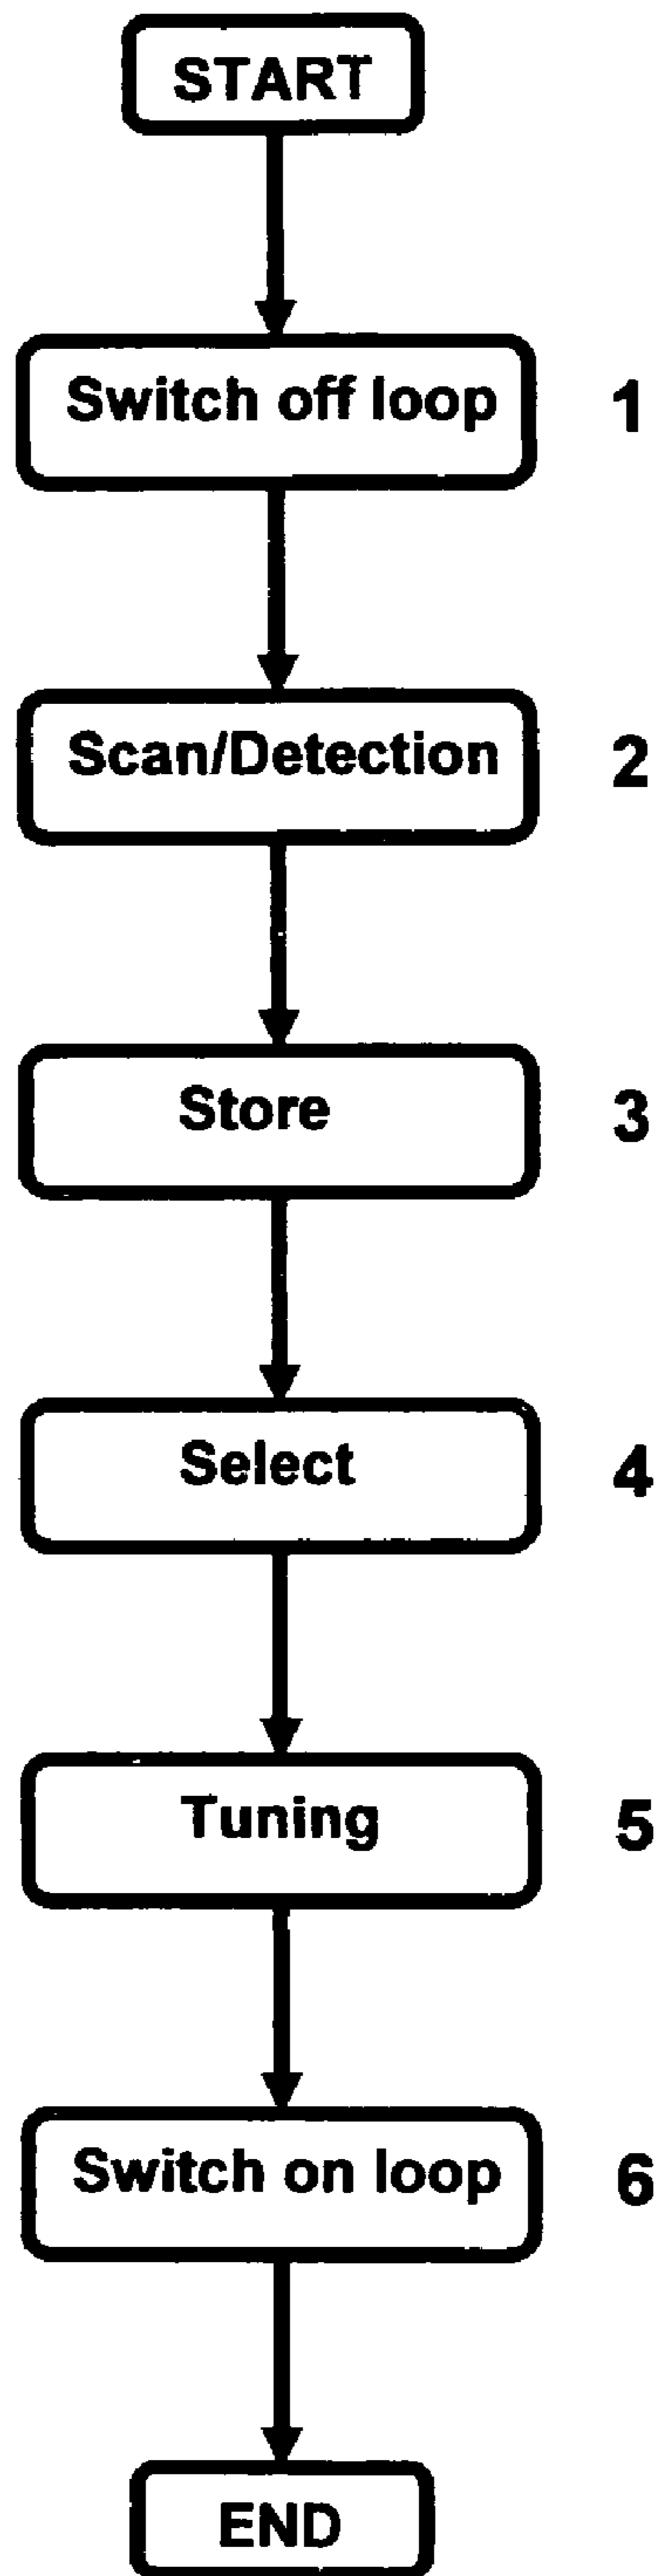 START
Switch off loop 1
Scan/Detection 2
Store 3
Select 4
Tuning 5
Switch on loop 6
END